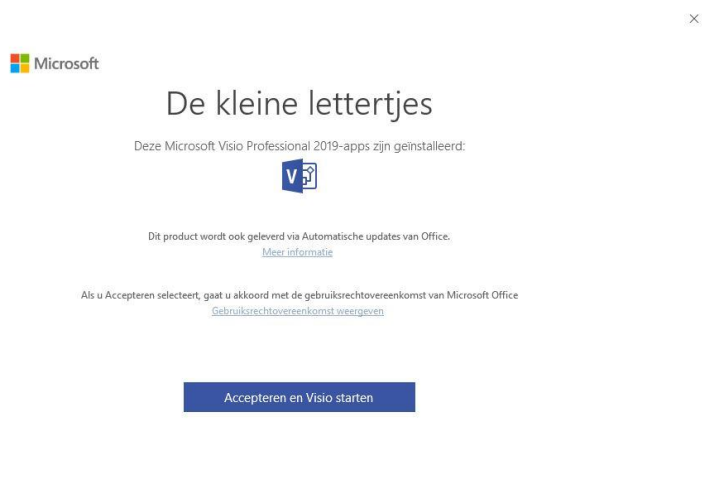 Microsoft
De kleine lettertjes
Deze Microsoft Visio Professional 2019-apps zijn geïnstalleerd:
V
Dit product wordt ook geleverd via Automatische updates van Office.
Meer informatie
Als u Accepteren selecteert, gaat u akkoord met de gebruiksrechtovereenkomst van Microsoft Office
Gebruiksrechtovereenkomst weergeven
Accepteren en Visio starten